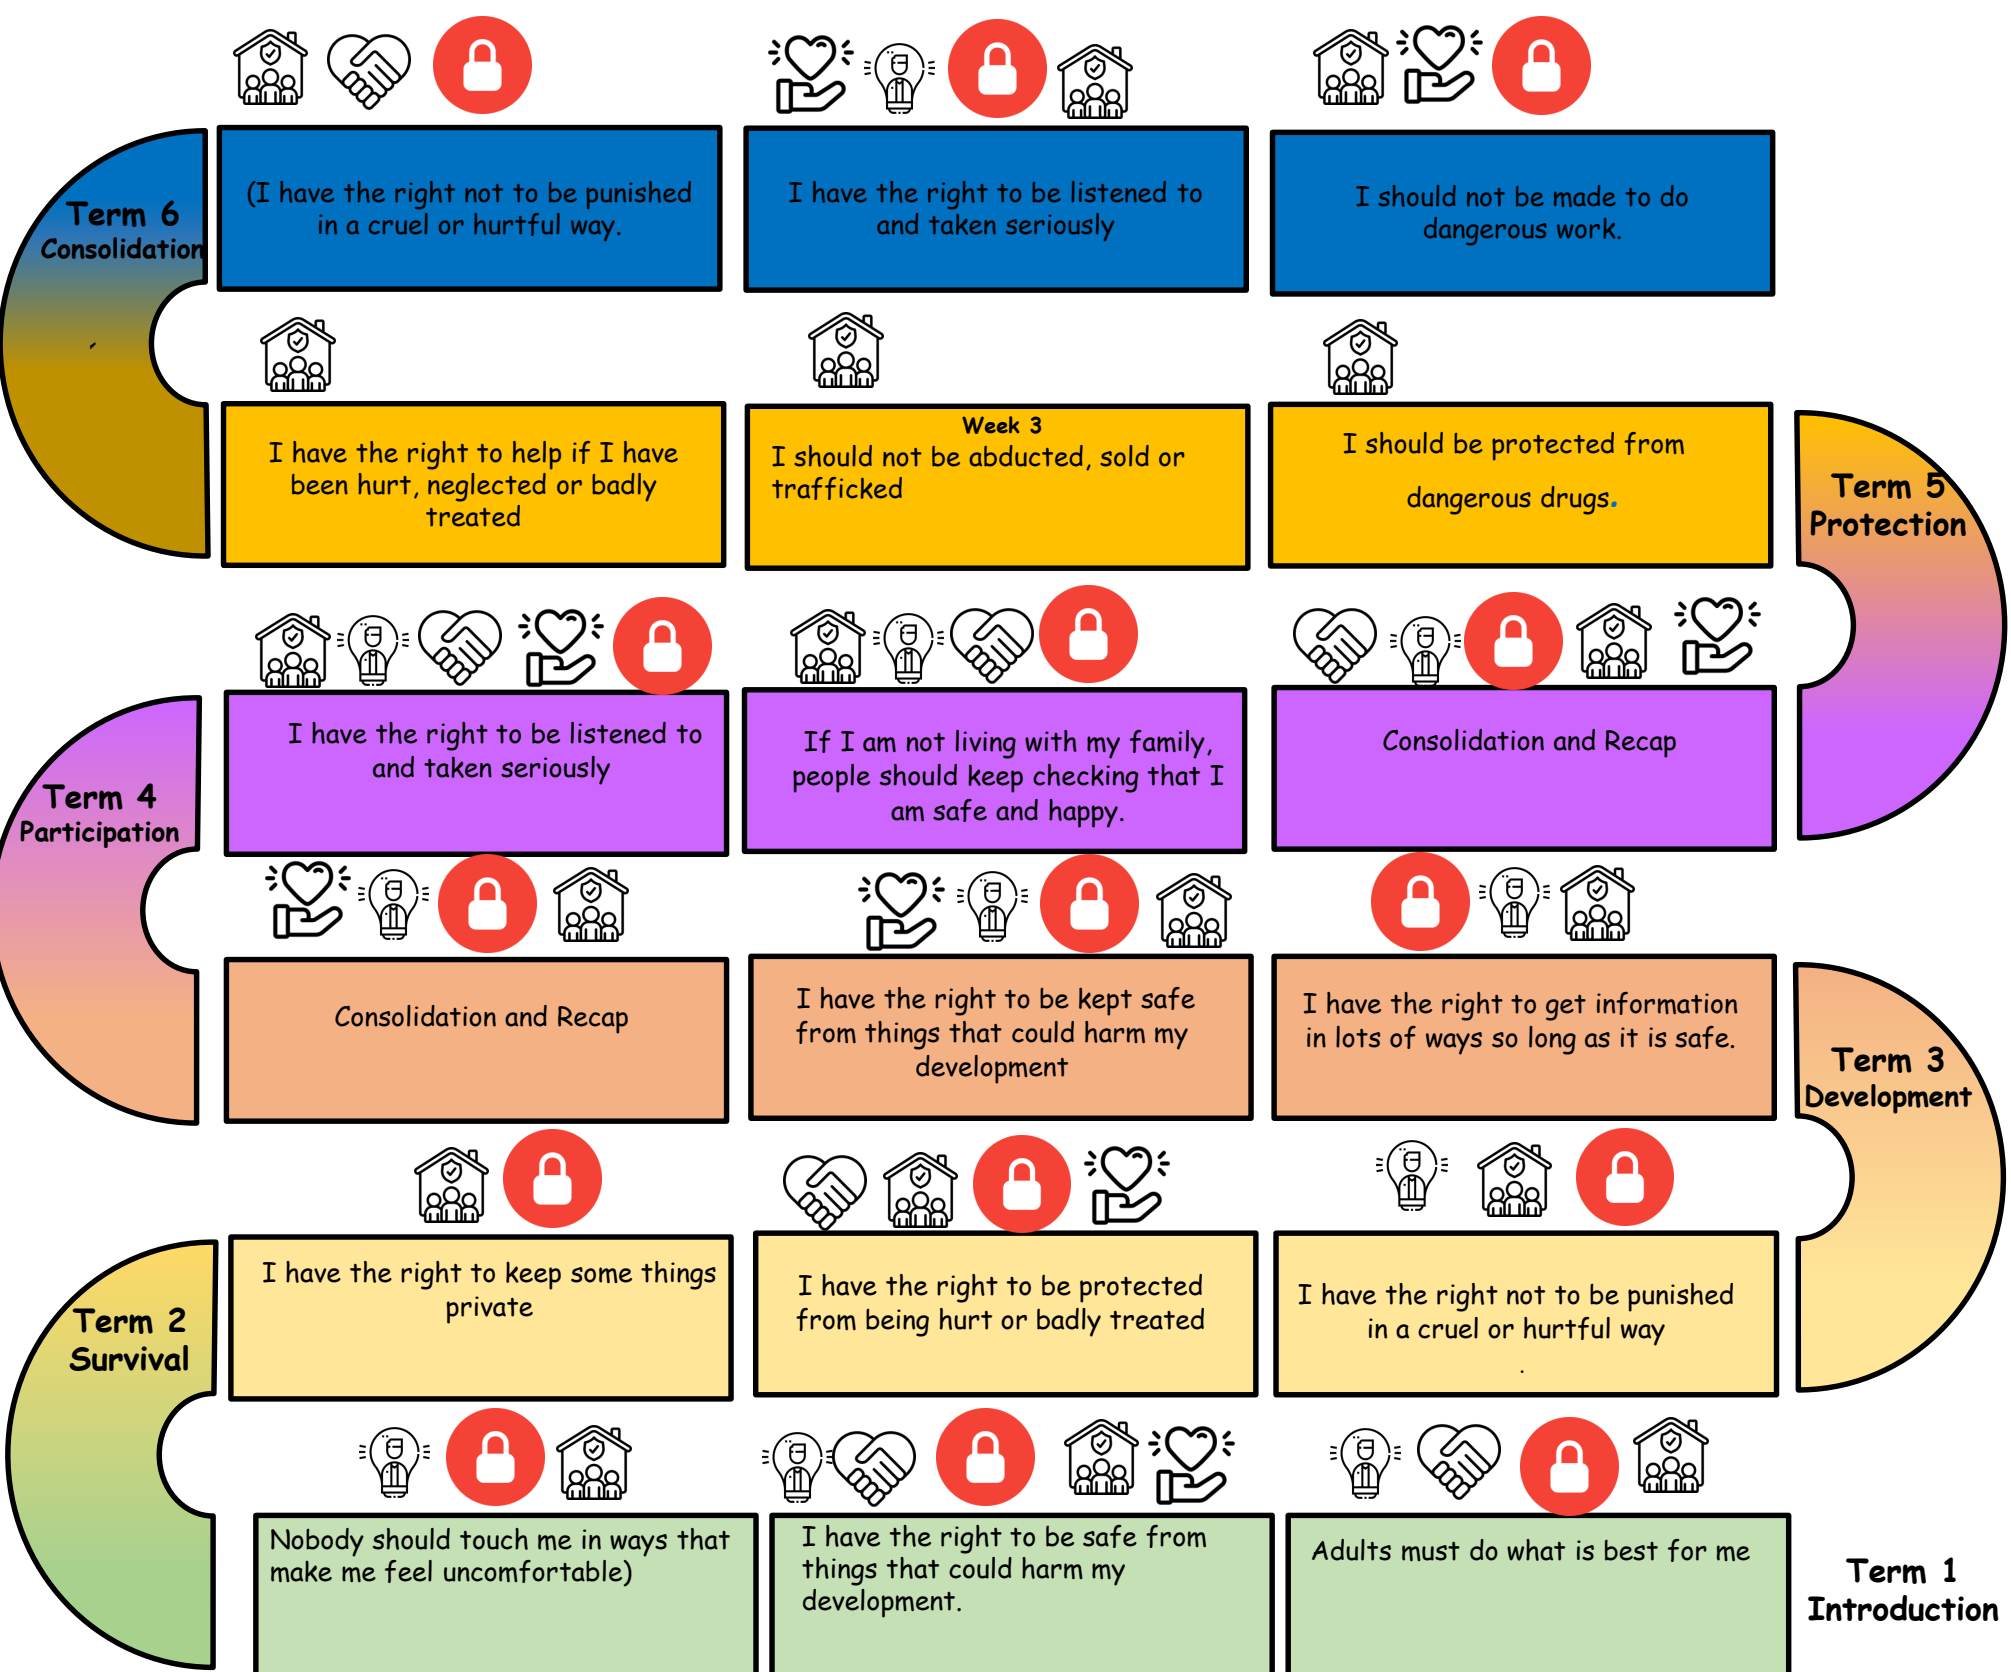 Term 6
Consolidation
(I have the right not to be punished
in a cruel or hurtful way.
I have the right to be listened to
and taken seriously
I should not be made to do
dangerous work.
I have the right to help if I have
been hurt, neglected or badly
treated
Week 3
I should not be abducted, sold or
trafficked
I should be protected from
dangerous drugs.
Term 5
Protection
Term 4
Participation
I have the right to be listened to
and taken seriously
If I am not living with my family,
people should keep checking that I
am safe and happy.
Consolidation and Recap
Consolidation and Recap
I have the right to be kept safe
from things that could harm my
development
I have the right to get information
in lots of ways so long as it is safe.
Term 3
Development
Term 2
Survival
I have the right to keep some things
private
I have the right to be protected
from being hurt or badly treated
I have the right not to be punished
in a cruel or hurtful way
.
Nobody should touch me in ways that
make me feel uncomfortable)
I have the right to be safe from
things that could harm my
development.
Adults must do what is best for me
Term 1
Introduction